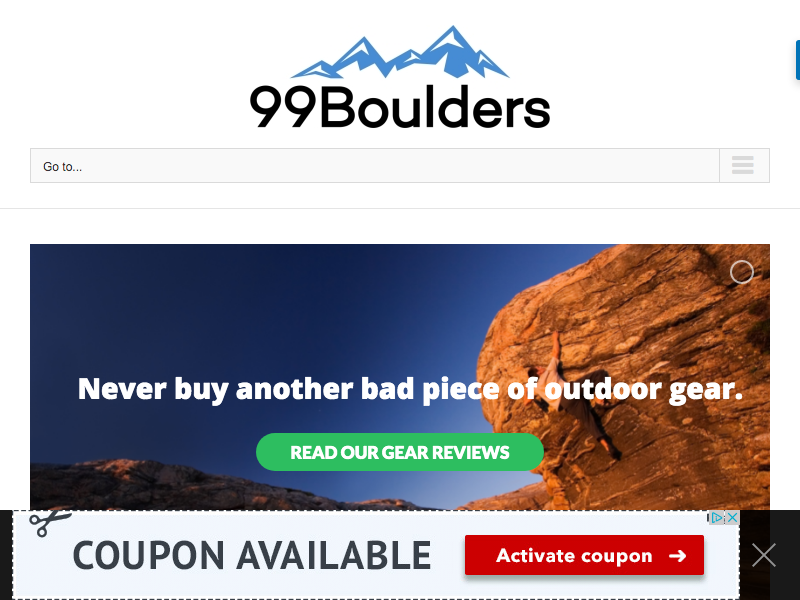 99Boulders
Go to...
Never buy another bad piece of outdoor gear.
READ OUR GEAR REVIEWS
COUPON AVAILABLE
Activate coupon →